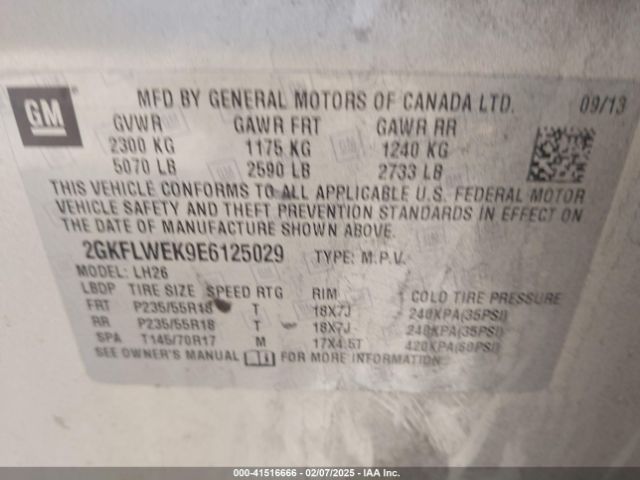 GM
MFD BY GENERAL MOTORS OF CANADA LTD. 09/13
GVWR GAWR FRT GAWR RR
2300 KG 1175 KG 1240 KG
5070 LB 2590 LB 2733 LB
THIS VEHICLE CONFORMS TO ALL APPLICABLE U.S. FEDERAL MOTOR
VEHICLE SAFETY AND THEFT PREVENTION STANDARDS IN EFFECT ON
THE DATE OF MANUFACTURE SHOWN ABOVE.
2GKFLWEK9E6125029 TYPE: M.P.V.
MODEL: LH26
LBDP TIRE SIZE SPEED RTG RIM COLD TIRE PRESSURE
FRT P235/55R18 T 18X7J 240KPA(35PSI)
RR P235/55R18 T 18X7J 240KPA(35PSI)
SPA T145/70R17 M 17X4.5T 420KPA(60PSI)
SEE OWNER'S MANUAL FOR MORE INFORMATION
000-41516666 - 02/07/2025 - IAA Inc.